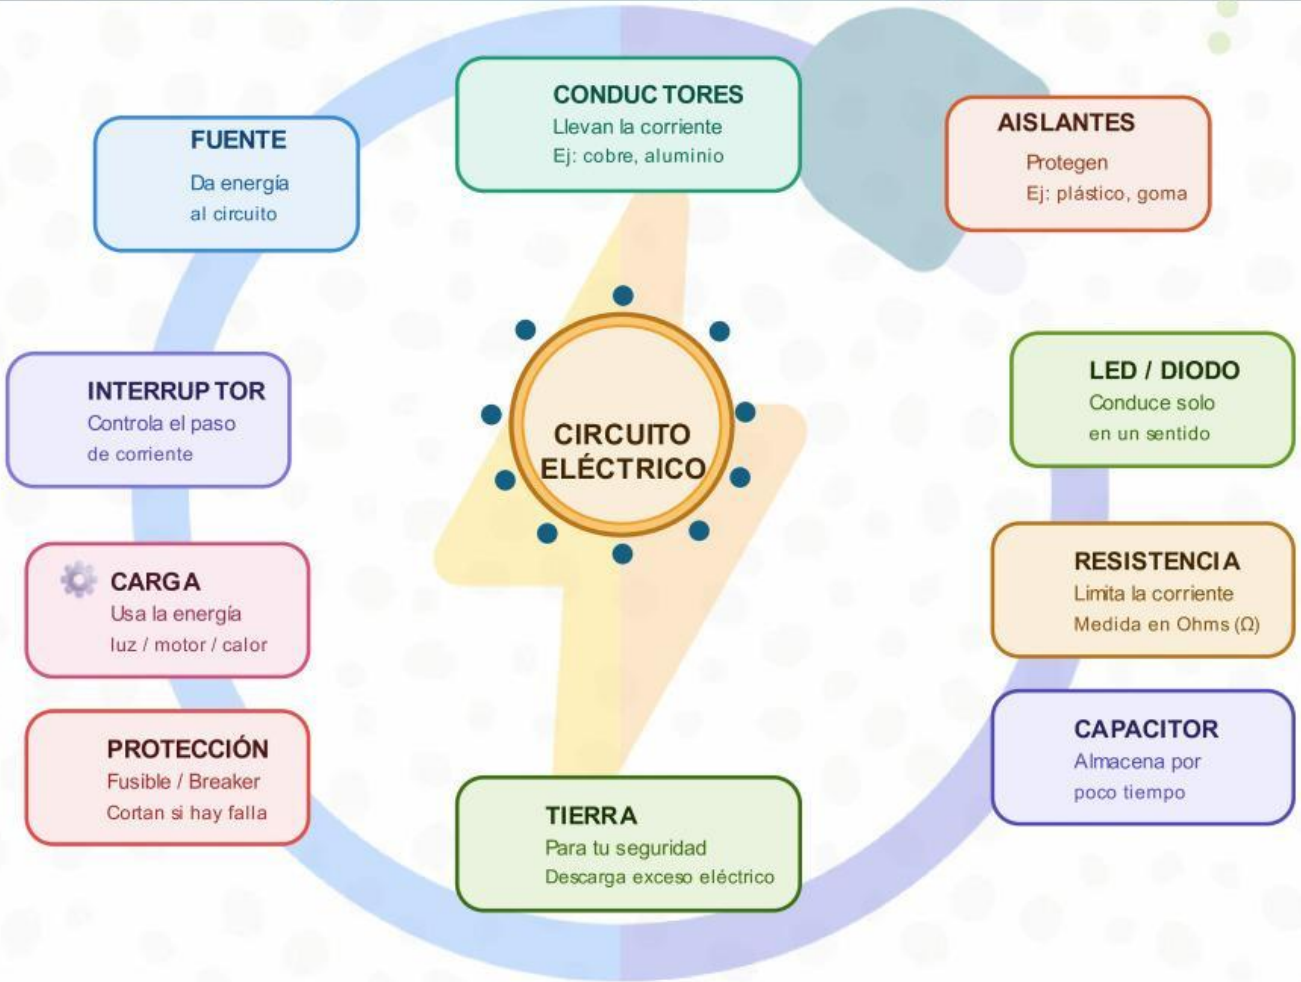 CONDUCTORES
Llevan la corriente
Ej: cobre, aluminio
FUENTE
Da energía
al circuito
AISLANTES
Protegen
Ej: plástico, goma
INTERRUPTOR
Controla el paso
de corriente
LED / DIODO
Conduce solo
en un sentido
CIRCUITO
ELÉCTRICO
CARGA
Usa la energía
luz / motor / calor
RESISTENCIA
Limita la corriente
Medida en Ohms (Ω)
PROTECCIÓN
Fusible / Breaker
Cortan si hay falla
CAPACITOR
Almacena por
poco tiempo
TIERRA
Para tu seguridad
Descarga exceso eléctrico